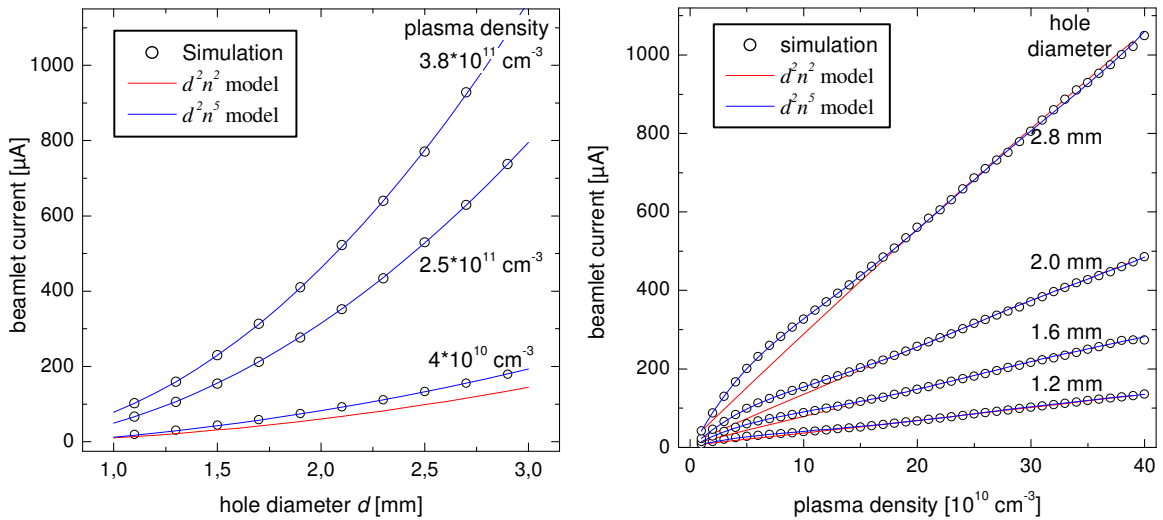 plasma density
Simulation
d²n² model
d²n⁵ model
3.8*10¹¹ cm⁻³
2.5*10¹¹ cm⁻³
4*10¹⁰ cm⁻³
beamlet current [µA]
1000
800
600
400
200
0
1,0 1,5 2,0 2,5 3,0
hole diameter d [mm]
simulation
d²n² model
d²n⁵ model
hole
diameter
2.8 mm
2.0 mm
1.6 mm
1.2 mm
beamlet current [µA]
1000
800
600
400
200
0
0 10 20 30 40
plasma density [10¹⁰ cm⁻³]